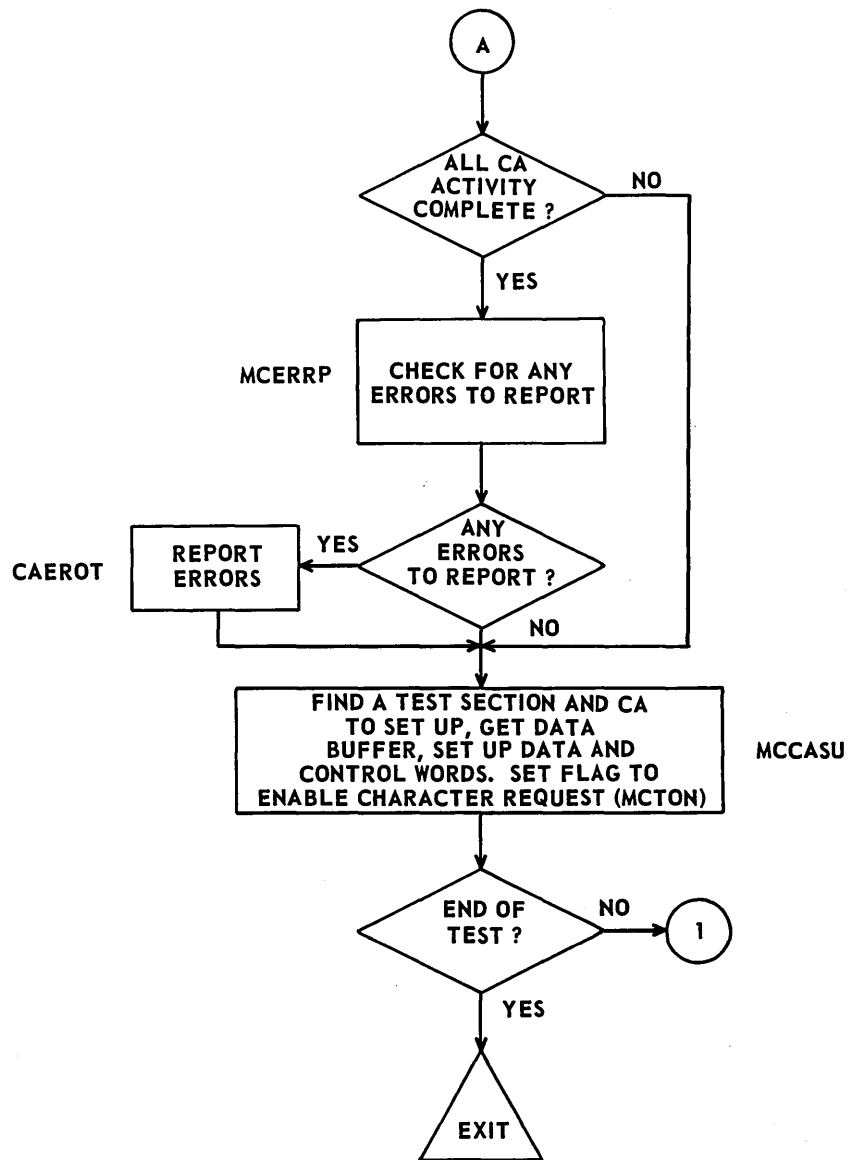 A
ALL CA
ACTIVITY
COMPLETE ?
NO
YES
MCERRP
CHECK FOR ANY
ERRORS TO REPORT
CAEROT
REPORT
ERRORS
YES
ANY
ERRORS
TO REPORT ?
NO
FIND A TEST SECTION AND CA
TO SET UP, GET DATA
BUFFER, SET UP DATA AND
CONTROL WORDS. SET FLAG TO
ENABLE CHARACTER REQUEST (MCTON)
MCCASU
END OF
TEST ?
NO
1
YES
EXIT